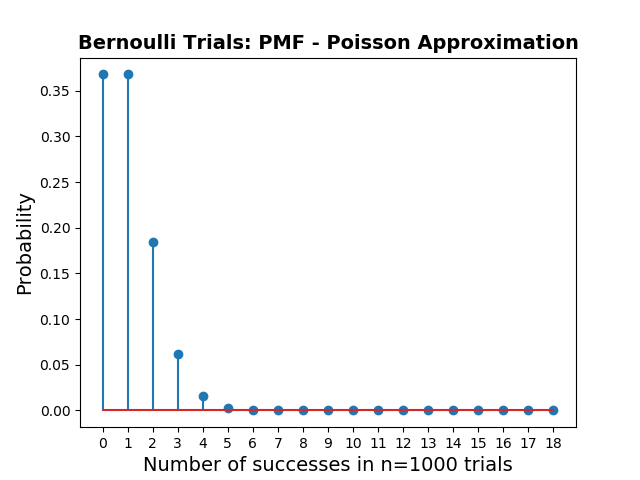 Bernoulli Trials: PMF - Poisson Approximation
Probability
0.35
0.30
0.25
0.20
0.15
0.10
0.05
0.00
0 1 2 3 4 5 6 7 8 9 10 11 12 13 14 15 16 17 18
Number of successes in n=1000 trials